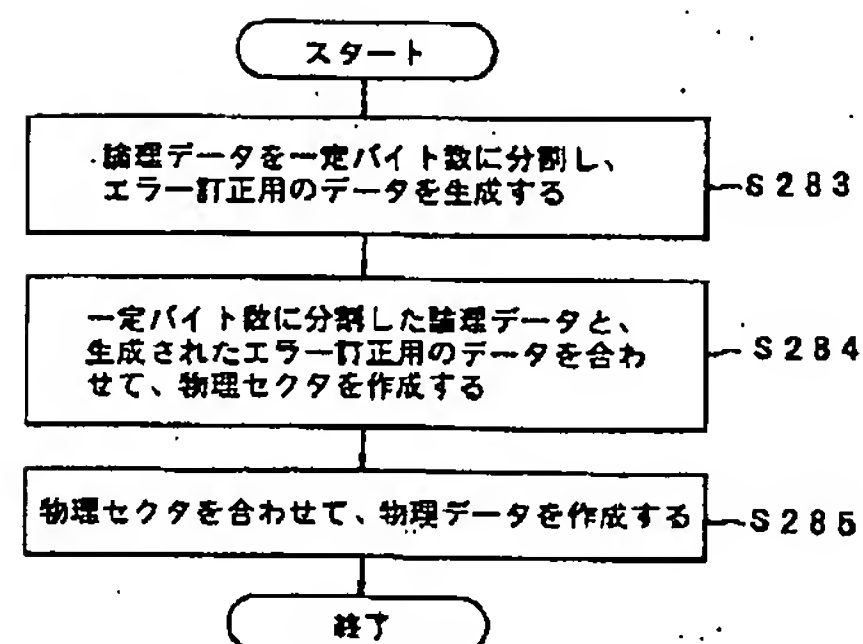 スタート
論理データを一定バイト数に分割し、
エラー訂正用のデータを生成する
S283
一定バイト数に分割した論理データと、
生成されたエラー訂正用のデータを合わ
せて、物理セクタを作成する
S284
物理セクタを合わせて、物理データを作成する
S285
終了